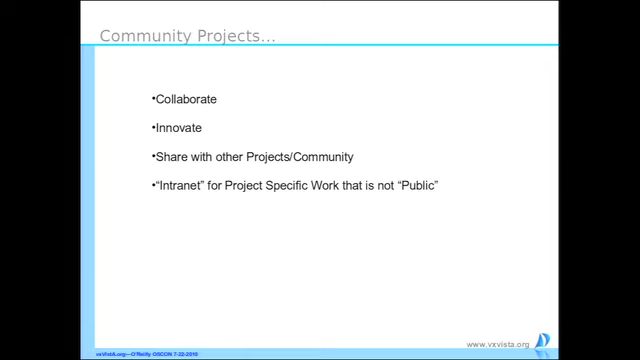 Community Projects...
•Collaborate
•Innovate
•Share with other Projects/Community
•“Intranet” for Project Specific Work that is not “Public”
www.vxvista.org
vxVistA.org—O'Reilly OSCON 7-22-2010